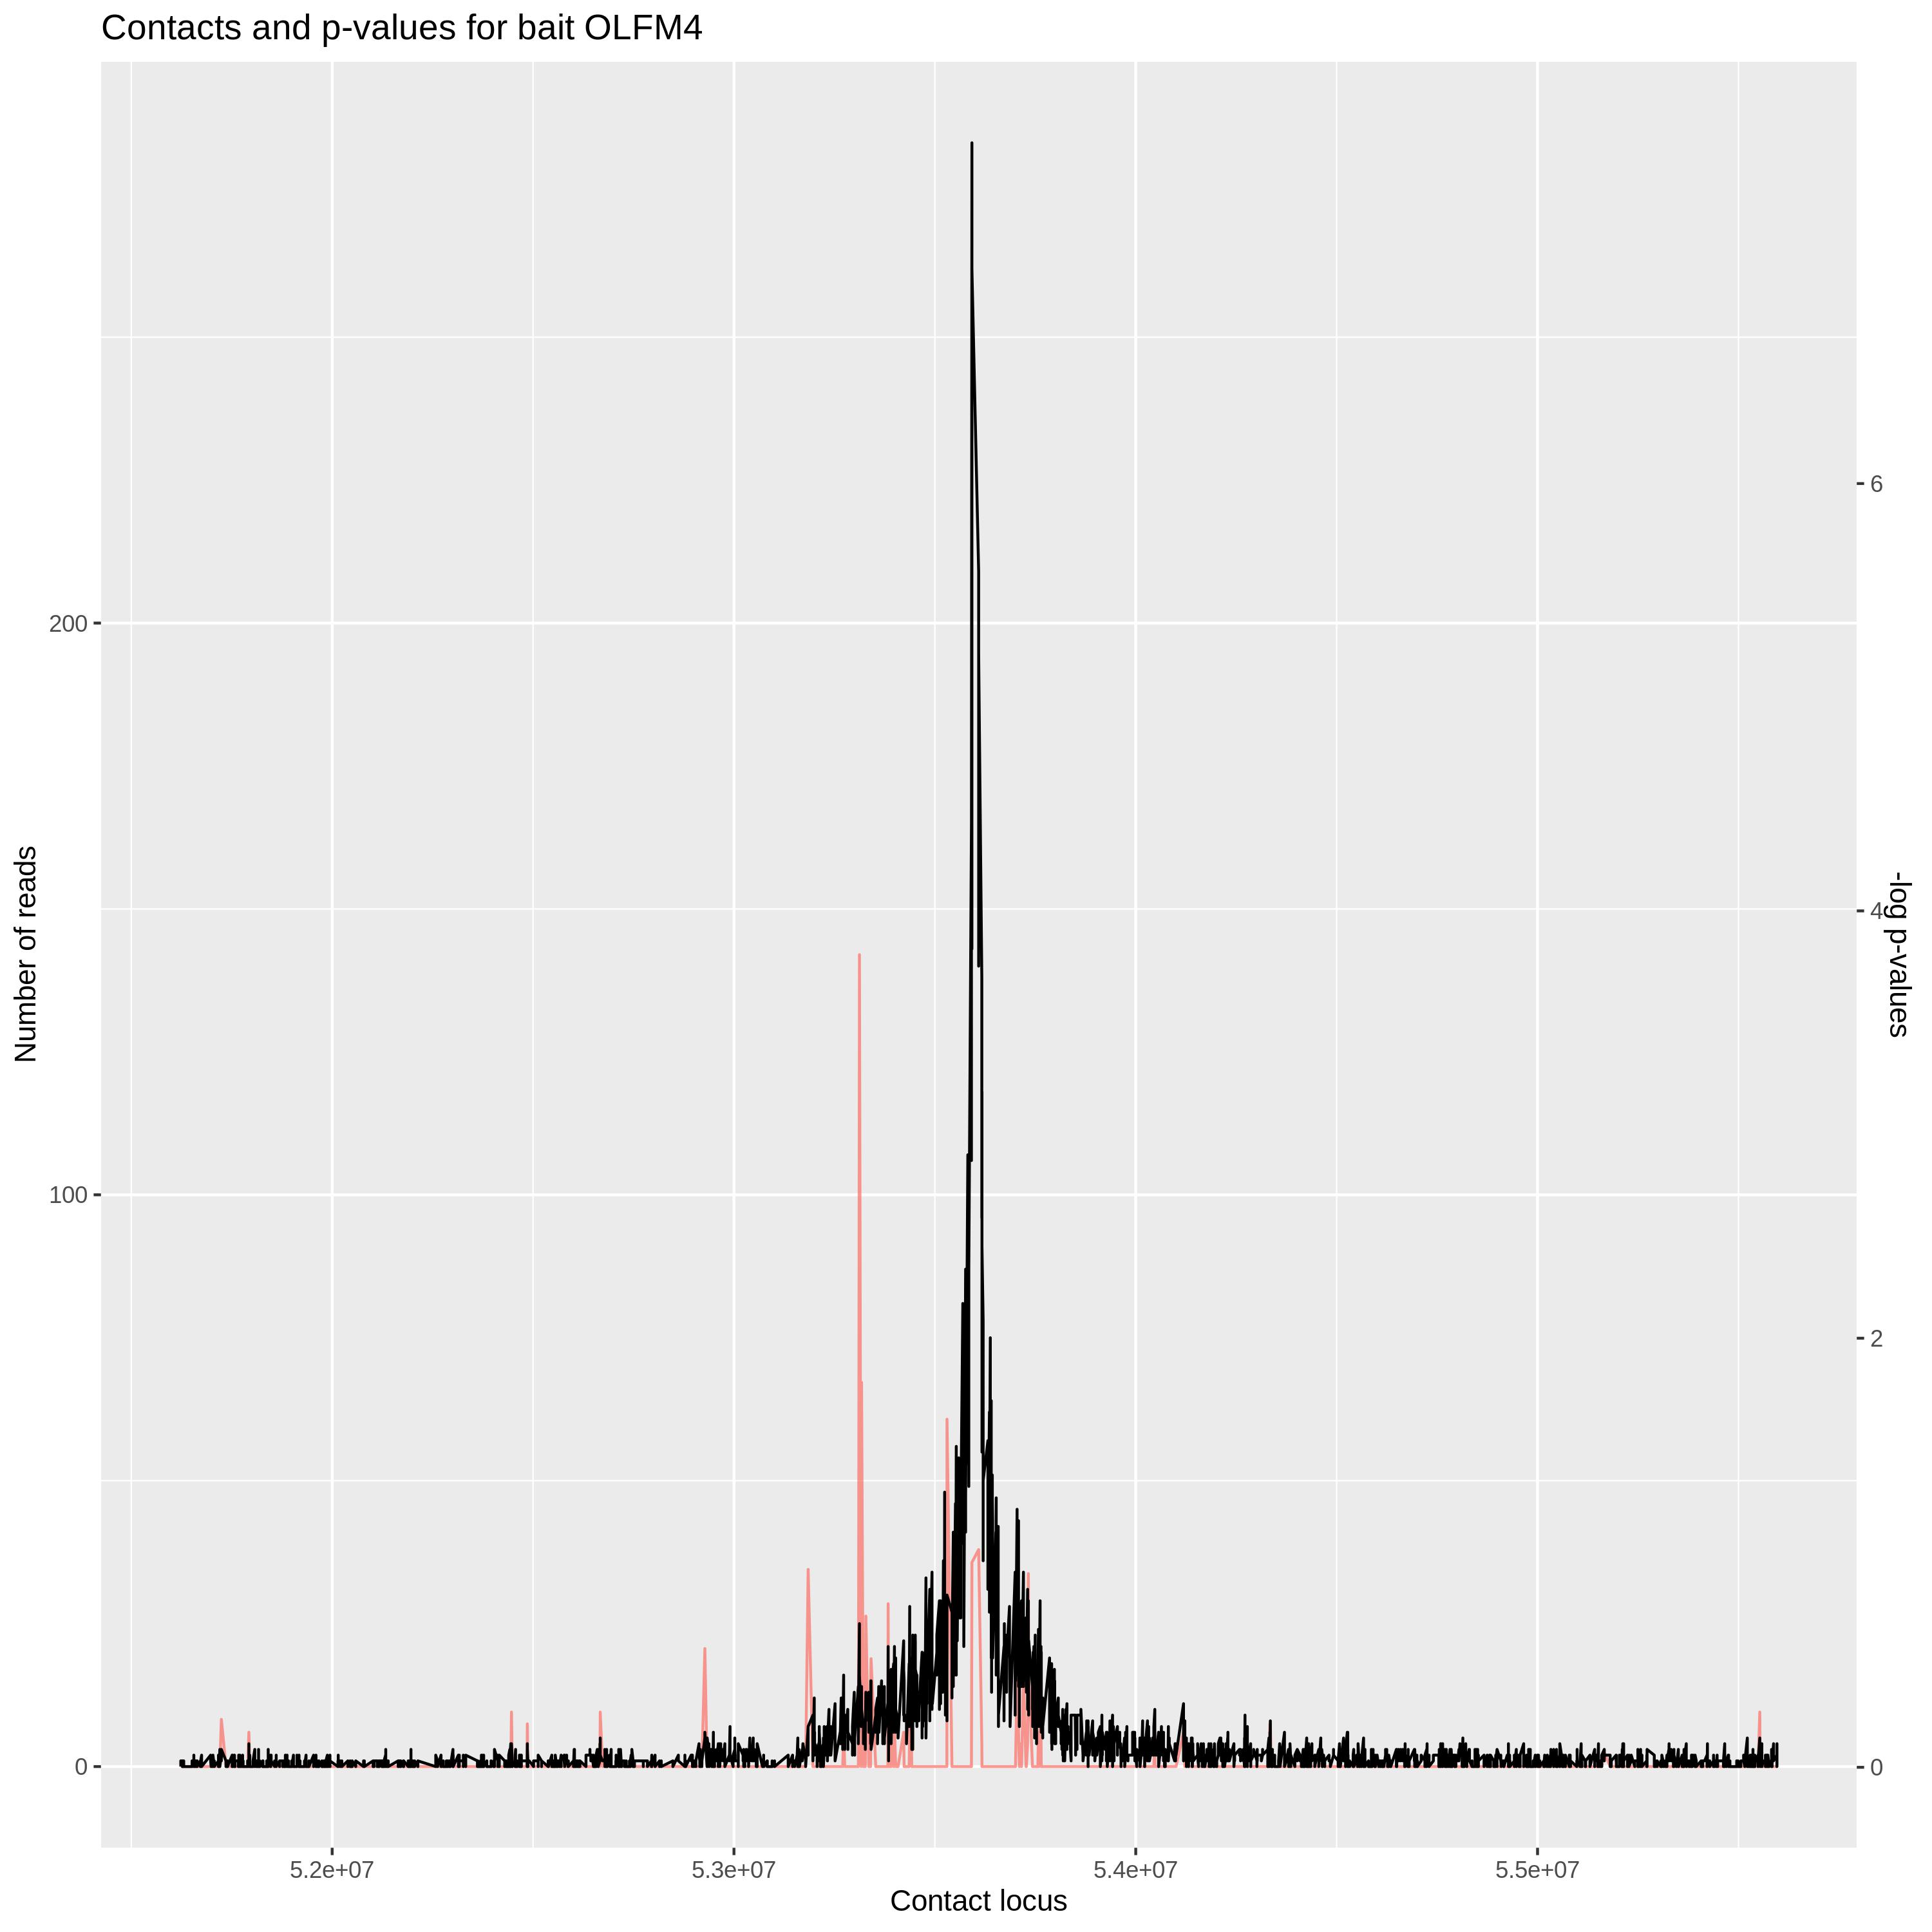 Contacts and p-values for bait OLFM4
Number of reads
200
100
0
6
4
2
0
-log p-values
5.2e+07
5.3e+07
5.4e+07
5.5e+07
Contact locus